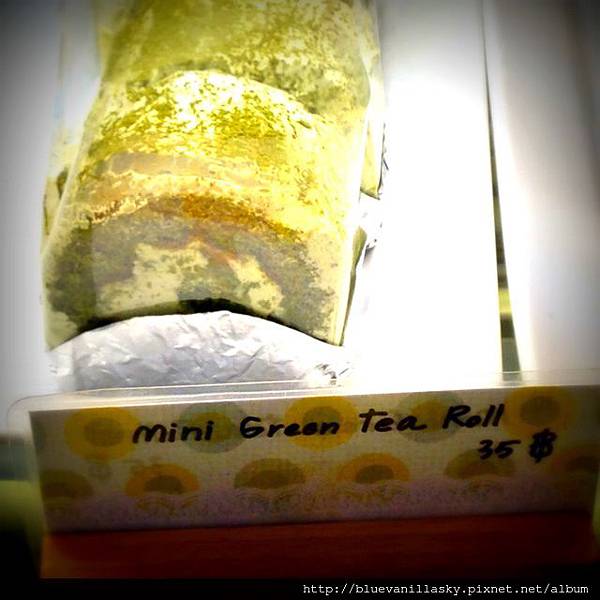 mini Green Tea Roll
35 ฿
http://bluevanillasky.pixnet.net/album